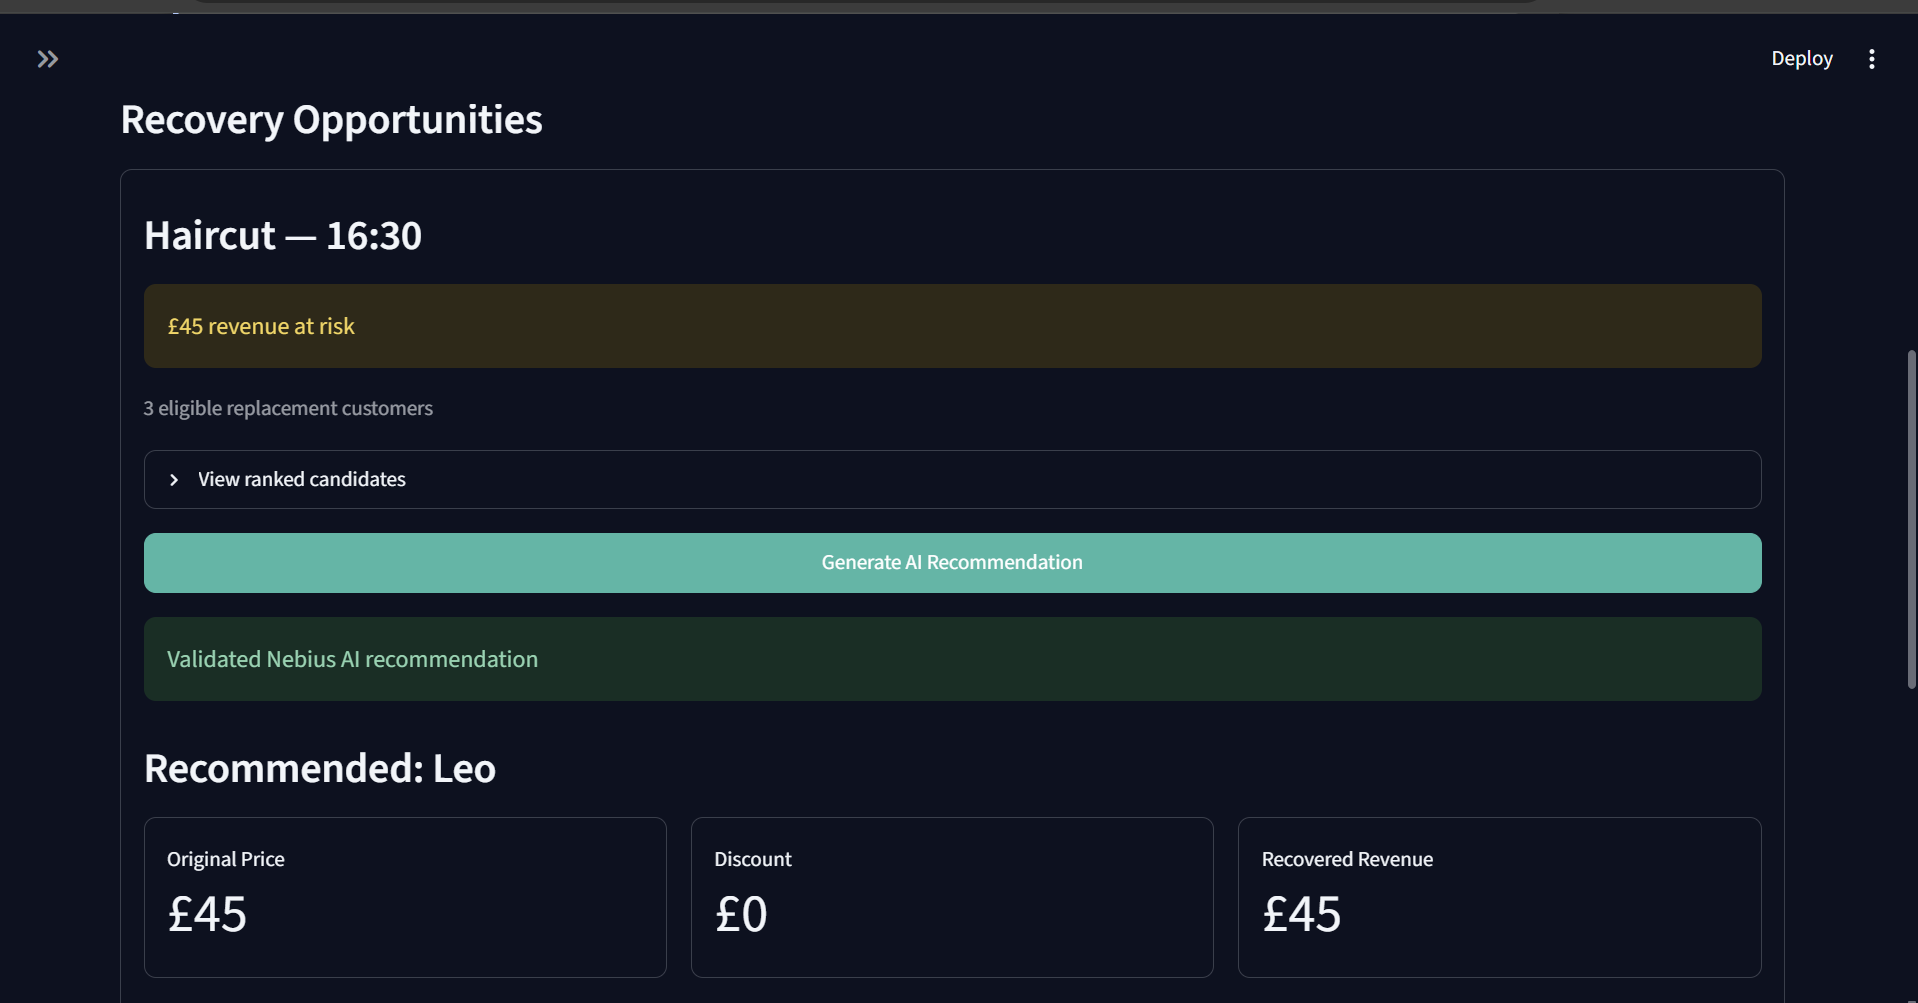 Deploy
Recovery Opportunities
Haircut — 16:30
£45 revenue at risk
3 eligible replacement customers
View ranked candidates
Generate AI Recommendation
Validated Nebius AI recommendation
Recommended: Leo
Original Price
£45
Discount
£0
Recovered Revenue
£45